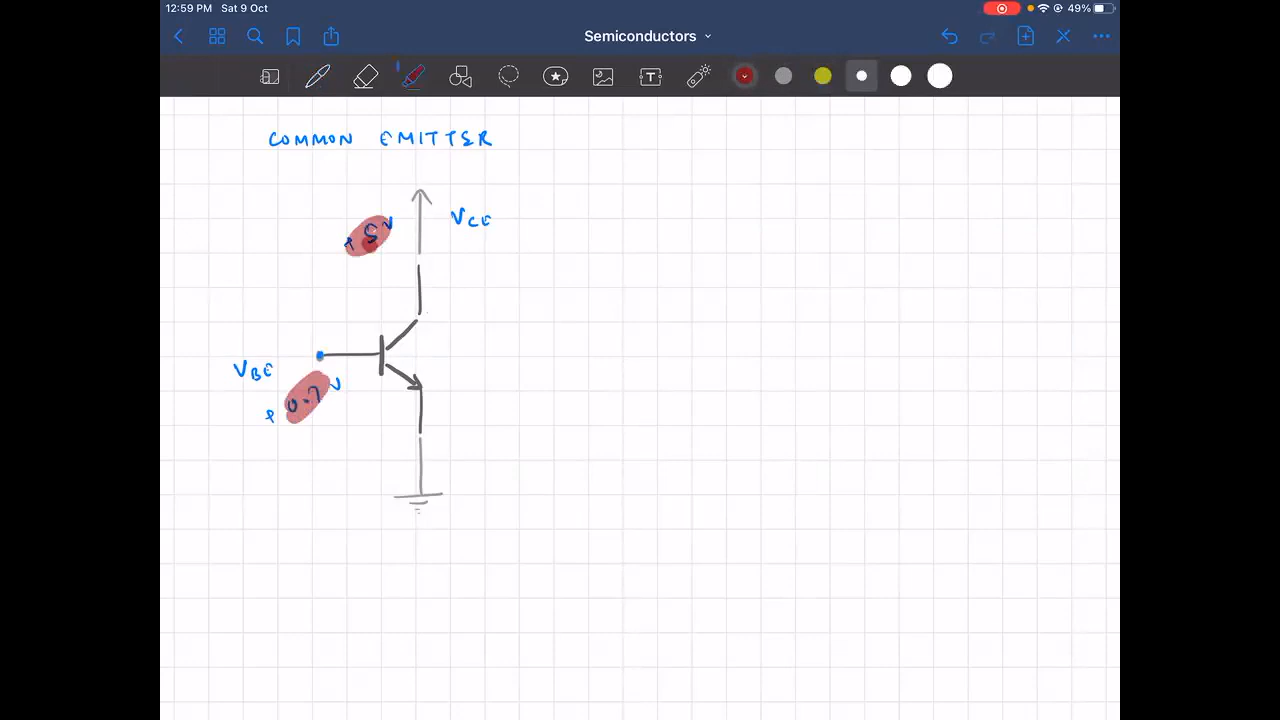 12:59 PM Sat 9 Oct
49%
Semiconductors
T
COMMON EMITTER
+5V
VCE
VBE
+0.7V